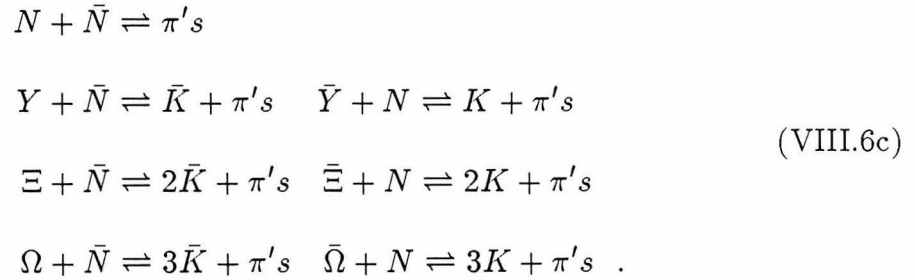 N + N̄ ⇌ π's
Y + N̄ ⇌ K̄ + π's Ȳ + N ⇌ K + π's
(VIII.6c)
Ξ + N̄ ⇌ 2K̄ + π's Ξ̄ + N ⇌ 2K + π's
Ω + N̄ ⇌ 3K̄ + π's Ω̄ + N ⇌ 3K + π's .